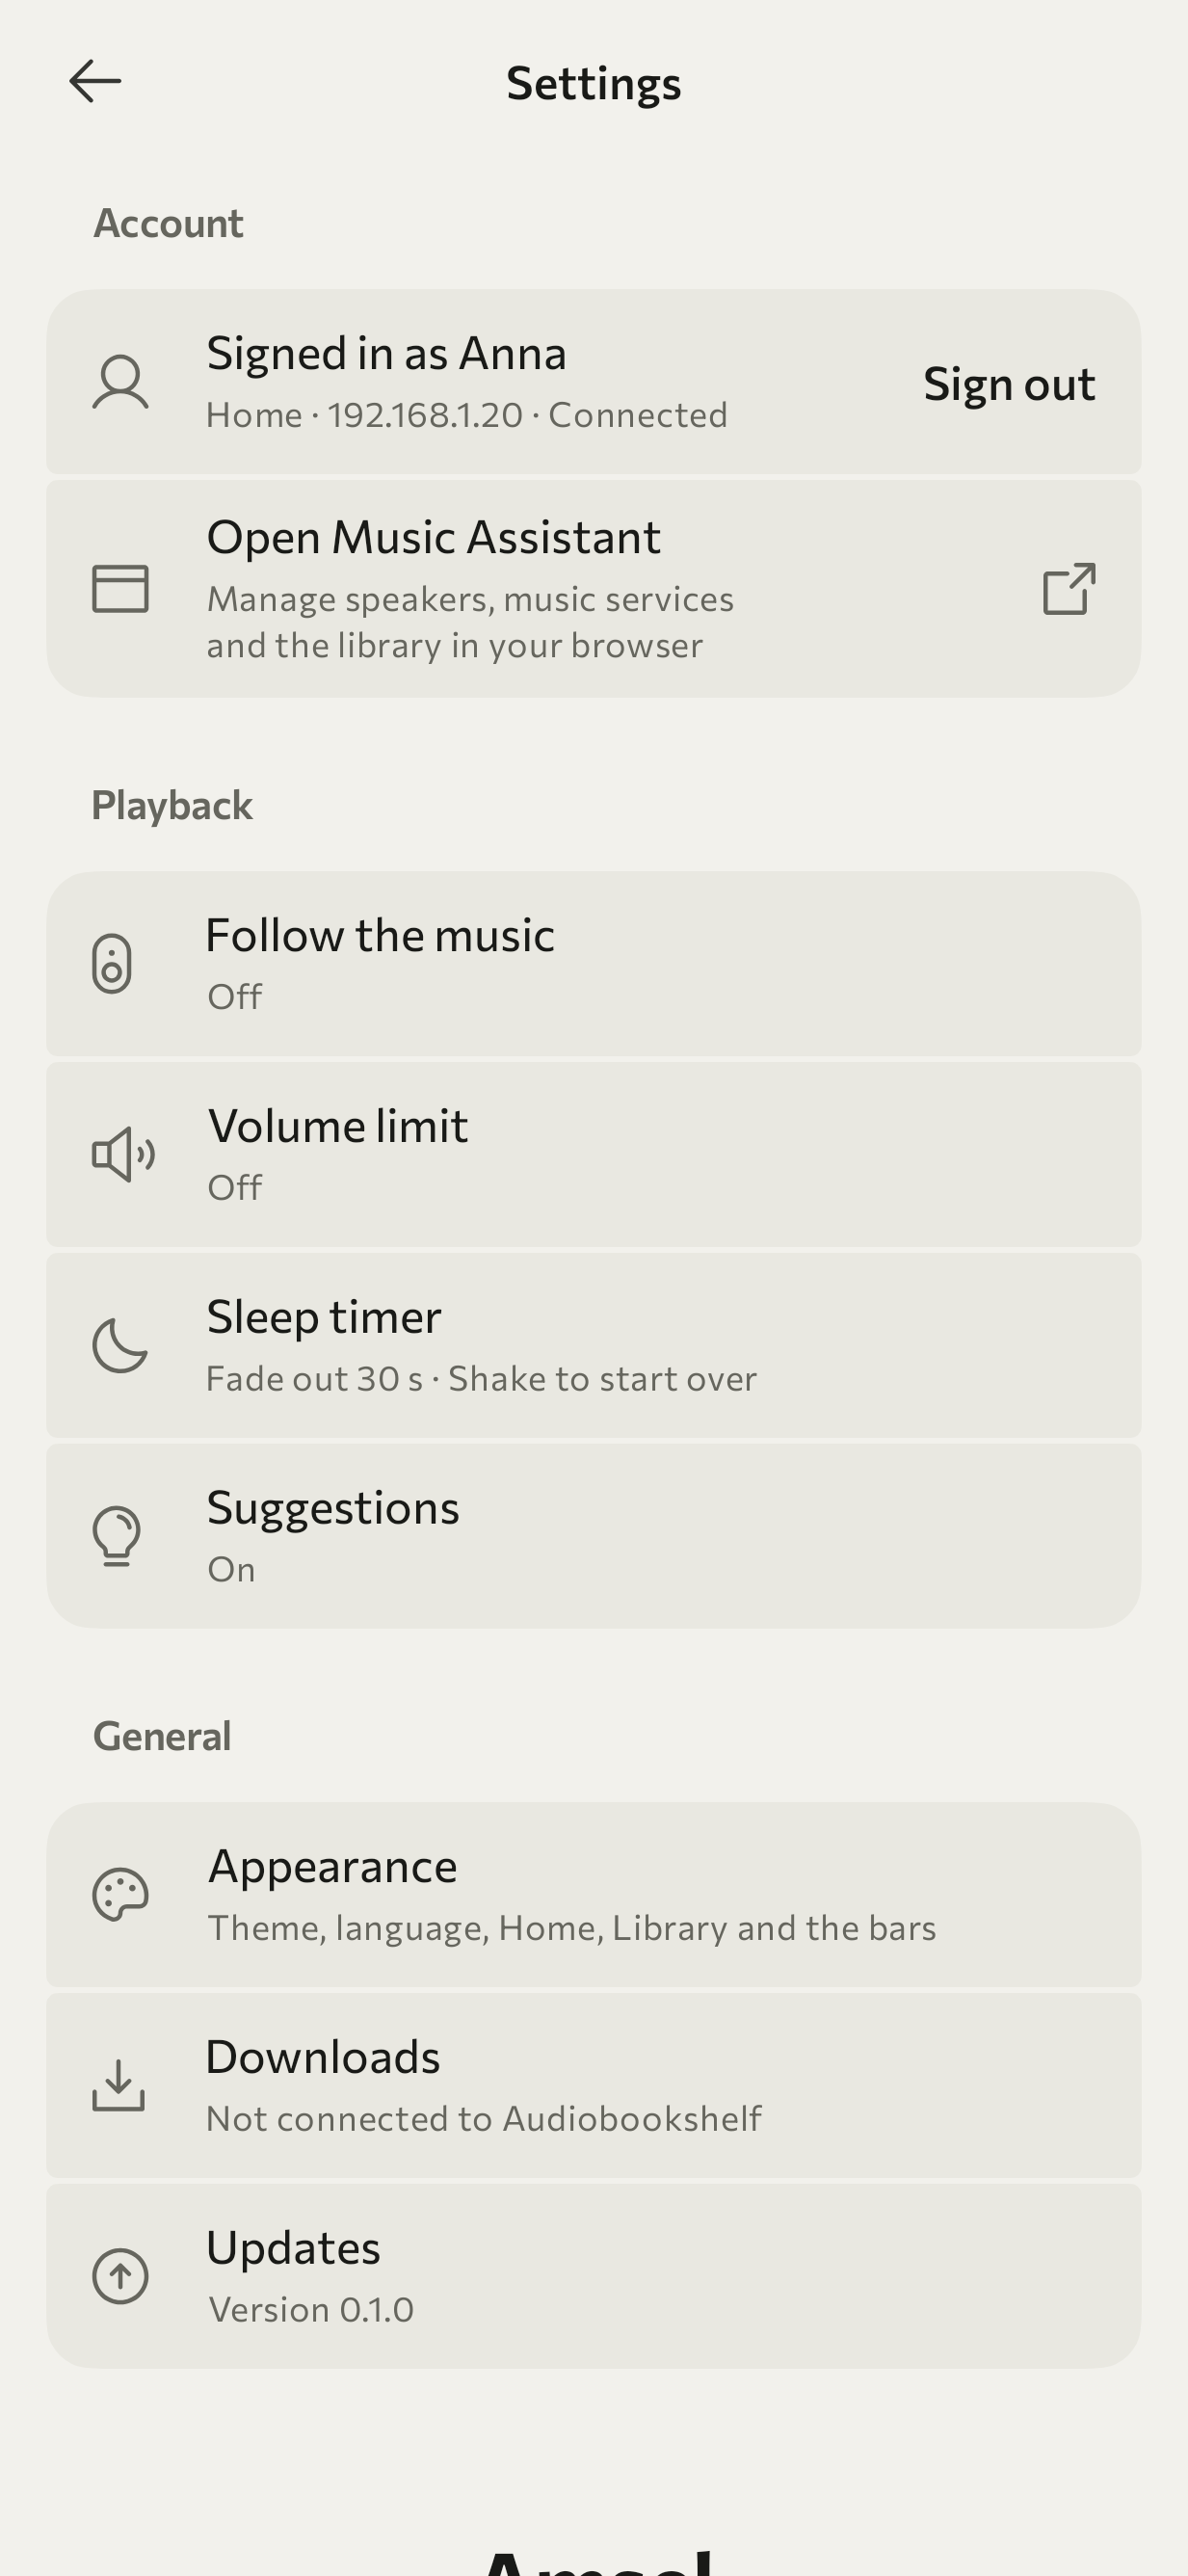 Settings
Account
Signed in as Anna
Home · 192.168.1.20 · Connected
Sign out
Open Music Assistant
Manage speakers, music services
and the library in your browser
Playback
Follow the music
Off
Volume limit
Off
Sleep timer
Fade out 30 s · Shake to start over
Suggestions
On
General
Appearance
Theme, language, Home, Library and the bars
Downloads
Not connected to Audiobookshelf
Updates
Version 0.1.0